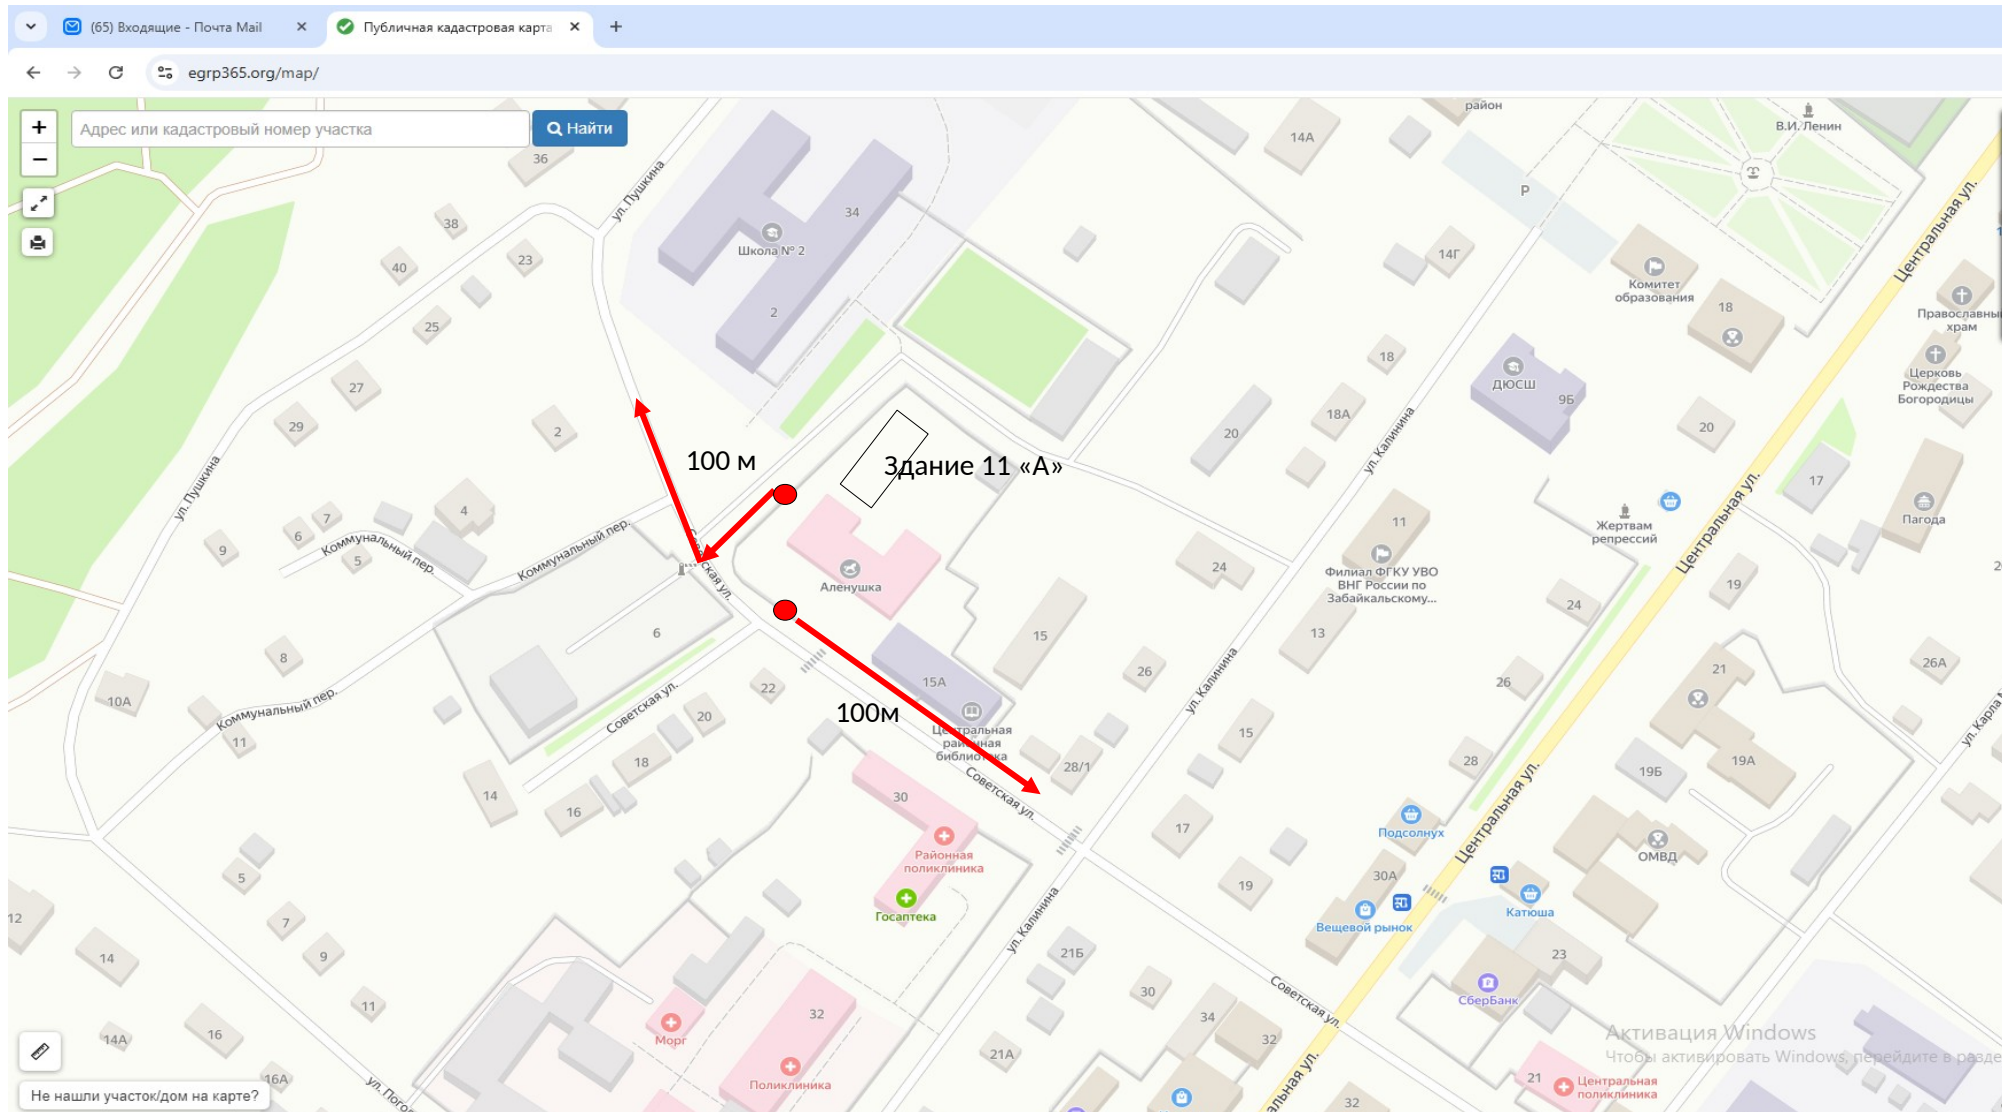 (65) Входящие - Почта Mail
Публичная кадастровая карта
egrp365.org/map/
Адрес или кадастровый номер участка
Найти
район
14А
В.И. Ленин
36
ул. Пушкина
P
34
38
Школа № 2
Центральная ул.
23
40
14Г
Комитет
образования
18
Православный
храм
2
25
18
ДЮСШ
9Б
Церковь
Рождества
Богородицы
27
29
2
18А
20
20
ул. Калинина
100 м
Здание 11 «А»
ул. Пушкина
17
4
7
6
9
5
Коммунальный пер.
Коммунальный пер.
Советская ул.
11
Жертвам
репрессий
Центральная ул.
Пагода
Аленушка
24
Филиал ФГКУ УВО
ВНГ России по
Забайкальскому...
19
24
6
15
13
8
26
26А
10А
22
15А
ул. Калинина
26
21
Коммунальный пер.
Советская ул.
20
100м
Центральная
районная
библиотека
11
15
ул. Карла
18
28/1
28
19Б
19А
14
16
30
Советская ул.
17
Подсолнух
Центральная ул.
Районная
поликлиника
ОМВД
5
19
30А
Госаптека
Катюша
12
7
Вещевой рынок
ул. Калинина
9
14
21Б
23
11
30
Советская ул.
СберБанк
32
34
16
14А
Морг
32
21А
Активация Windows
Чтобы активировать Windows, перейдите в разде
16А
Поликлиника
21
Центральная
поликлиника
Не нашли участок/дом на карте?
32